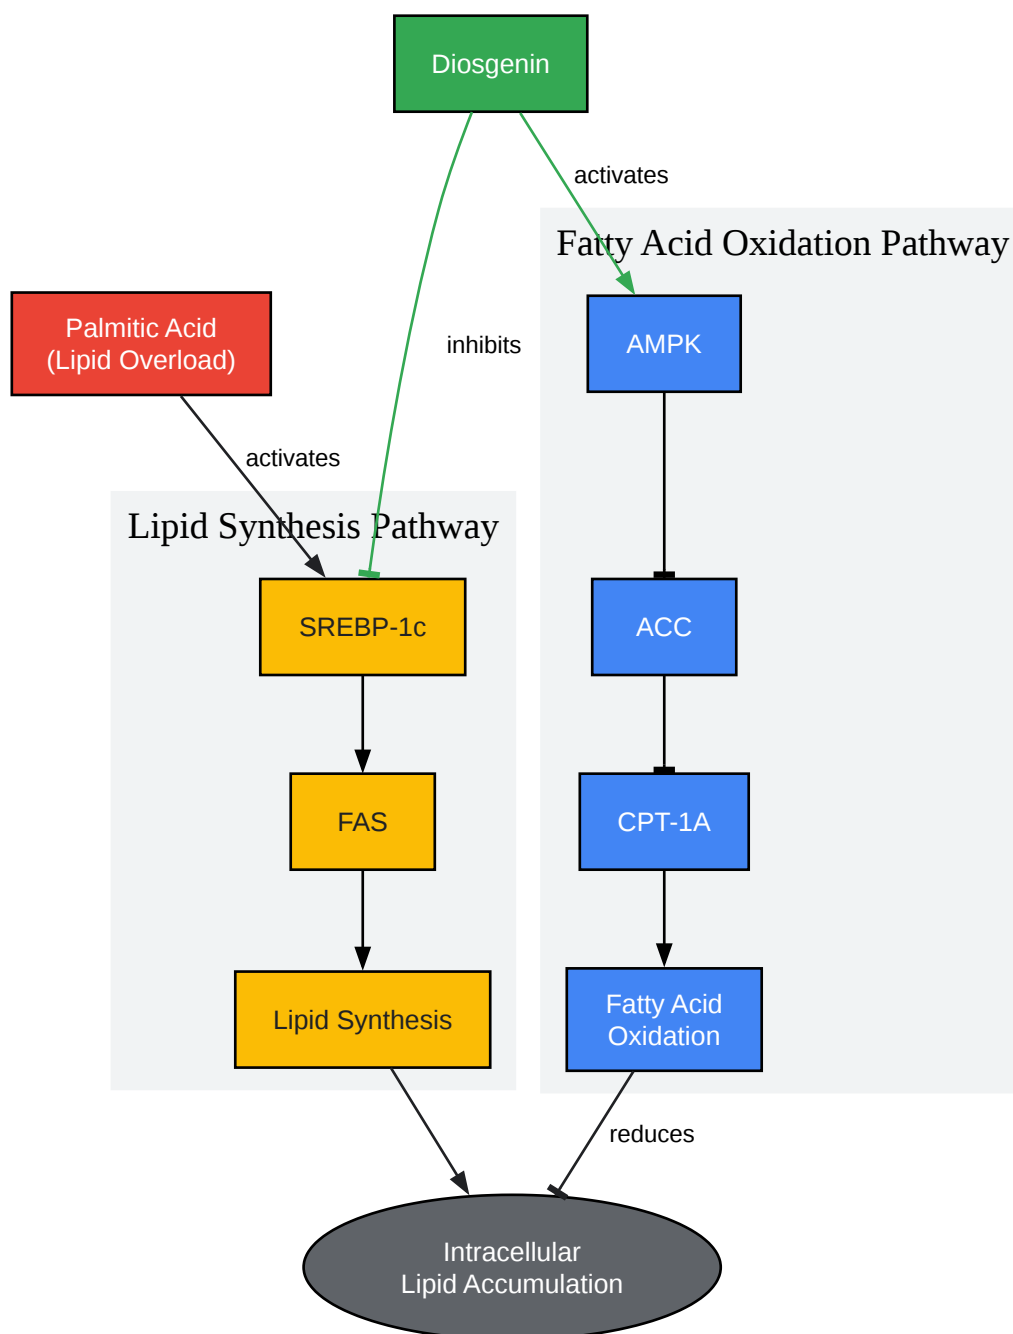 Diosgenin
activates
Fatty Acid Oxidation Pathway
Palmitic Acid
(Lipid Overload)
inhibits
AMPK
activates
Lipid Synthesis Pathway
SREBP-1c
ACC
FAS
CPT-1A
Lipid Synthesis
Fatty Acid
Oxidation
reduces
Intracellular
Lipid Accumulation